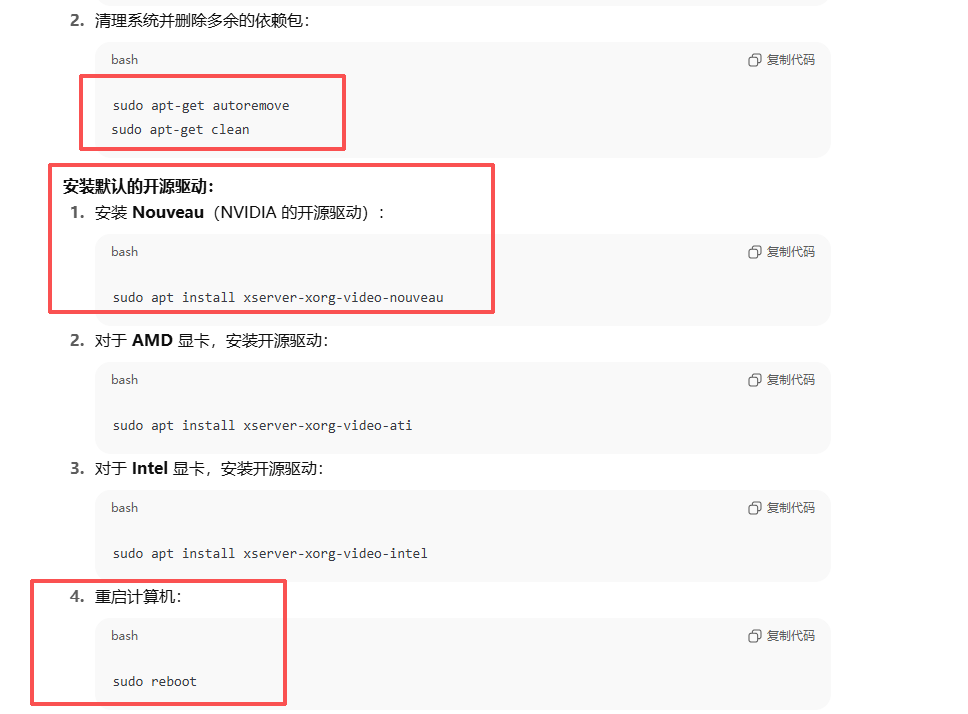 2. 清理系统并删除多余的依赖包：
bash
复制代码
sudo apt-get autoremove
sudo apt-get clean
安装默认的开源驱动：
1. 安装 Nouveau（NVIDIA 的开源驱动）：
bash
复制代码
sudo apt install xserver-xorg-video-nouveau
2. 对于 AMD 显卡，安装开源驱动：
bash
复制代码
sudo apt install xserver-xorg-video-ati
3. 对于 Intel 显卡，安装开源驱动：
bash
复制代码
sudo apt install xserver-xorg-video-intel
4. 重启计算机：
bash
复制代码
sudo reboot